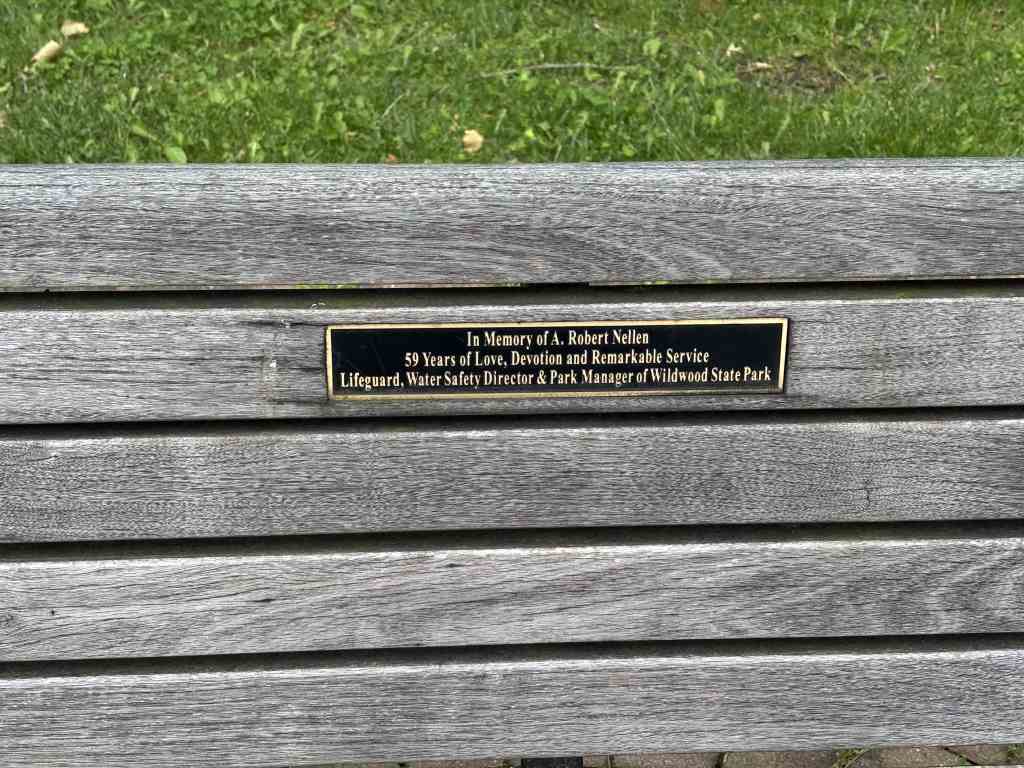 In Memory of A. Robert Nellen
59 Years of Love, Devotion and Remarkable Service
Lifeguard, Water Safety Director & Park Manager of Wildwood State Park